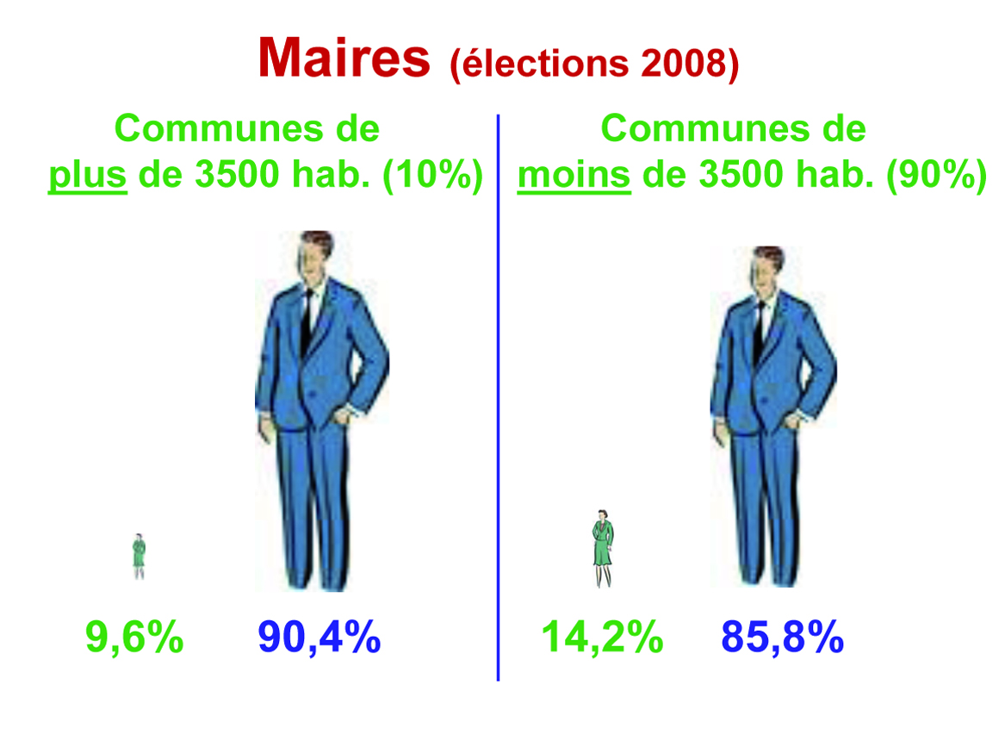 Maires (élections 2008)
Communes de
plus de 3500 hab. (10%)
Communes de
moins de 3500 hab. (90%)
9,6% 90,4%
14,2% 85,8%